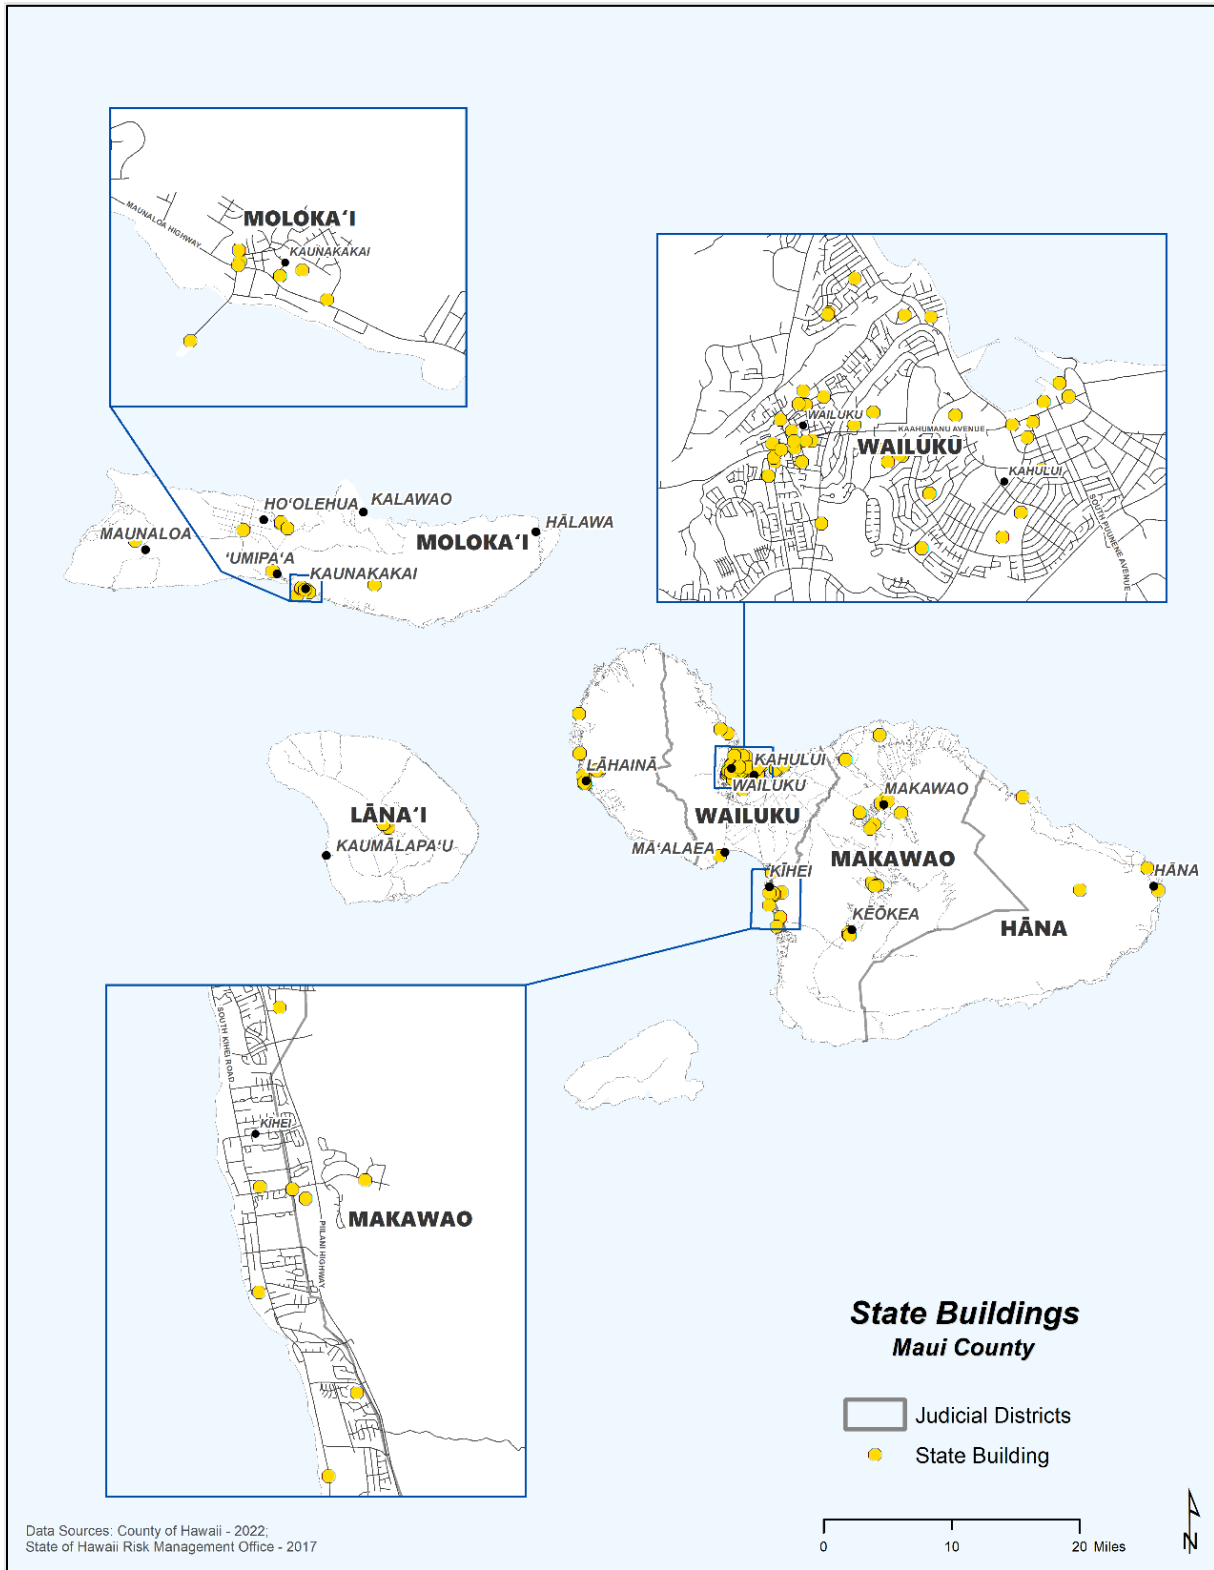 MOLOKAʻI
MAUNALOA HIGHWAY
KAUNAKAKAI
WAILUKU
KAAHUMANU AVENUE
WAILUKU
KAHULUI
SOUTH PUUNENE AVENUE
HOʻOLEHUA
KALAWAO
MAUNALOA
HĀLAWA
MOLOKAʻI
ʻUMIPAʻA
KAUNAKAKAI
LĀHAINĀ
KAHULUI
WAILUKU
MAKAWAO
WAILUKU
LĀNAʻI
KAUMĀLAPAʻU
MĀʻALAEA
MAKAWAO
KĪHEI
HĀNA
KĒŌKEA
HĀNA
SOUTH KIHEI ROAD
KĪHEI
MAKAWAO
PIILANI HIGHWAY
State Buildings
Maui County
Judicial Districts
State Building
Data Sources: County of Hawaii - 2022;
State of Hawaii Risk Management Office - 2017
0 10 20 Miles
N